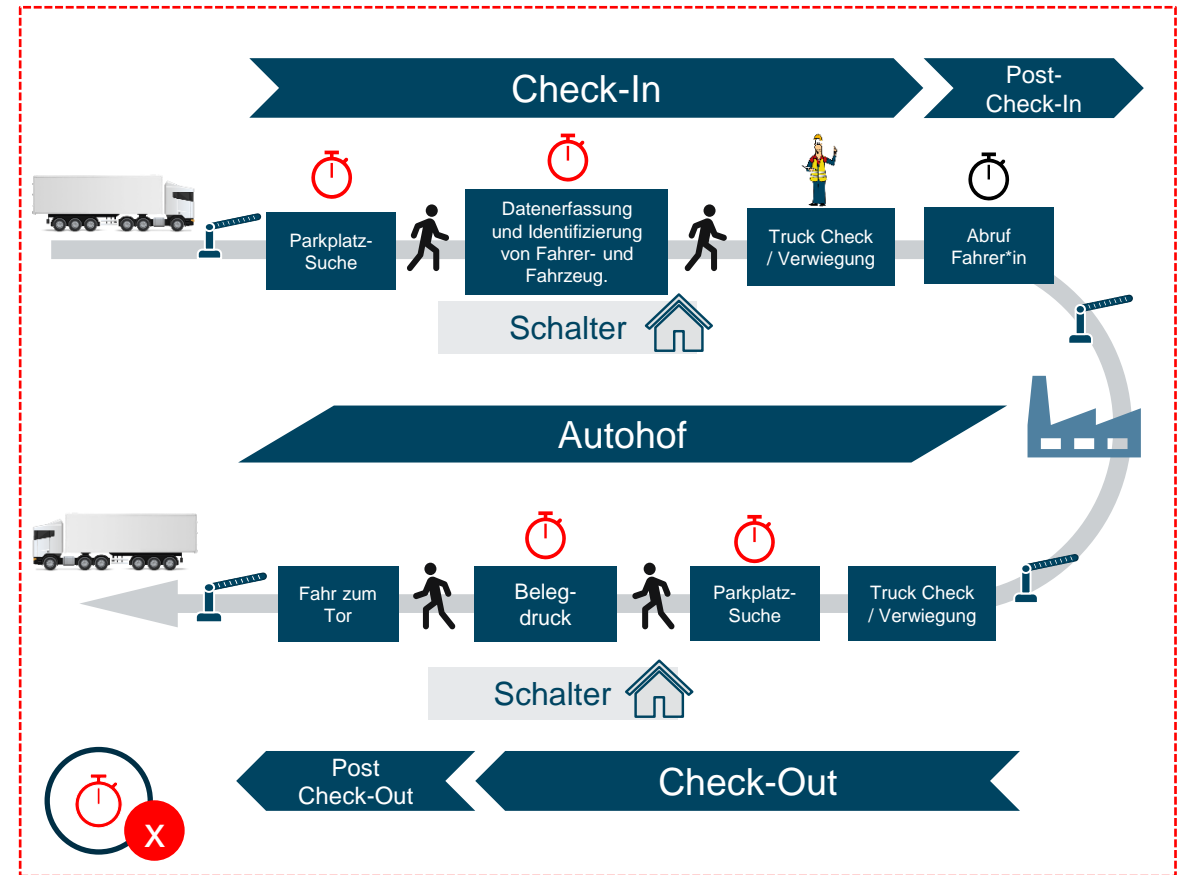 Check-In
Post-
Check-In
Parkplatz-
Suche
Datenerfassung
und Identifizierung
von Fahrer- und
Fahrzeug.
Truck Check
/ Verwiegung
Abruf
Fahrer*in
Schalter
Autohof
Fahr zum
Tor
Beleg-
druck
Parkplatz-
Suche
Truck Check
/ Verwiegung
Schalter
Post
Check-Out
Check-Out
x